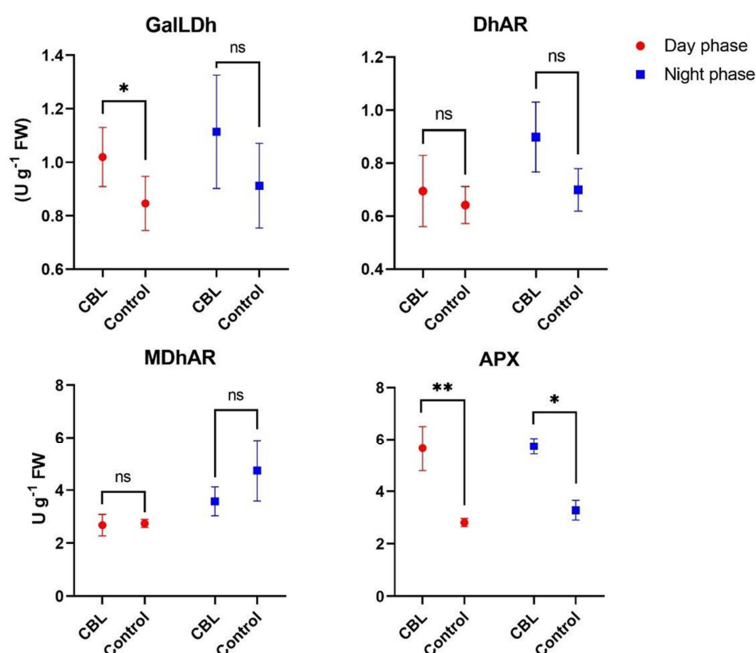 GalLDh
(U g⁻¹ FW)
1.4
1.2
1.0
0.8
0.6
*
ns
CBL
Control
CBL
Control
DhAR
1.2
1.0
0.8
0.6
0.4
ns
ns
CBL
Control
CBL
Control
Day phase
Night phase
MDhAR
U g⁻¹ FW
8
6
4
2
0
ns
ns
CBL
Control
CBL
Control
APX
8
6
4
2
0
**
*
CBL
Control
CBL
Control